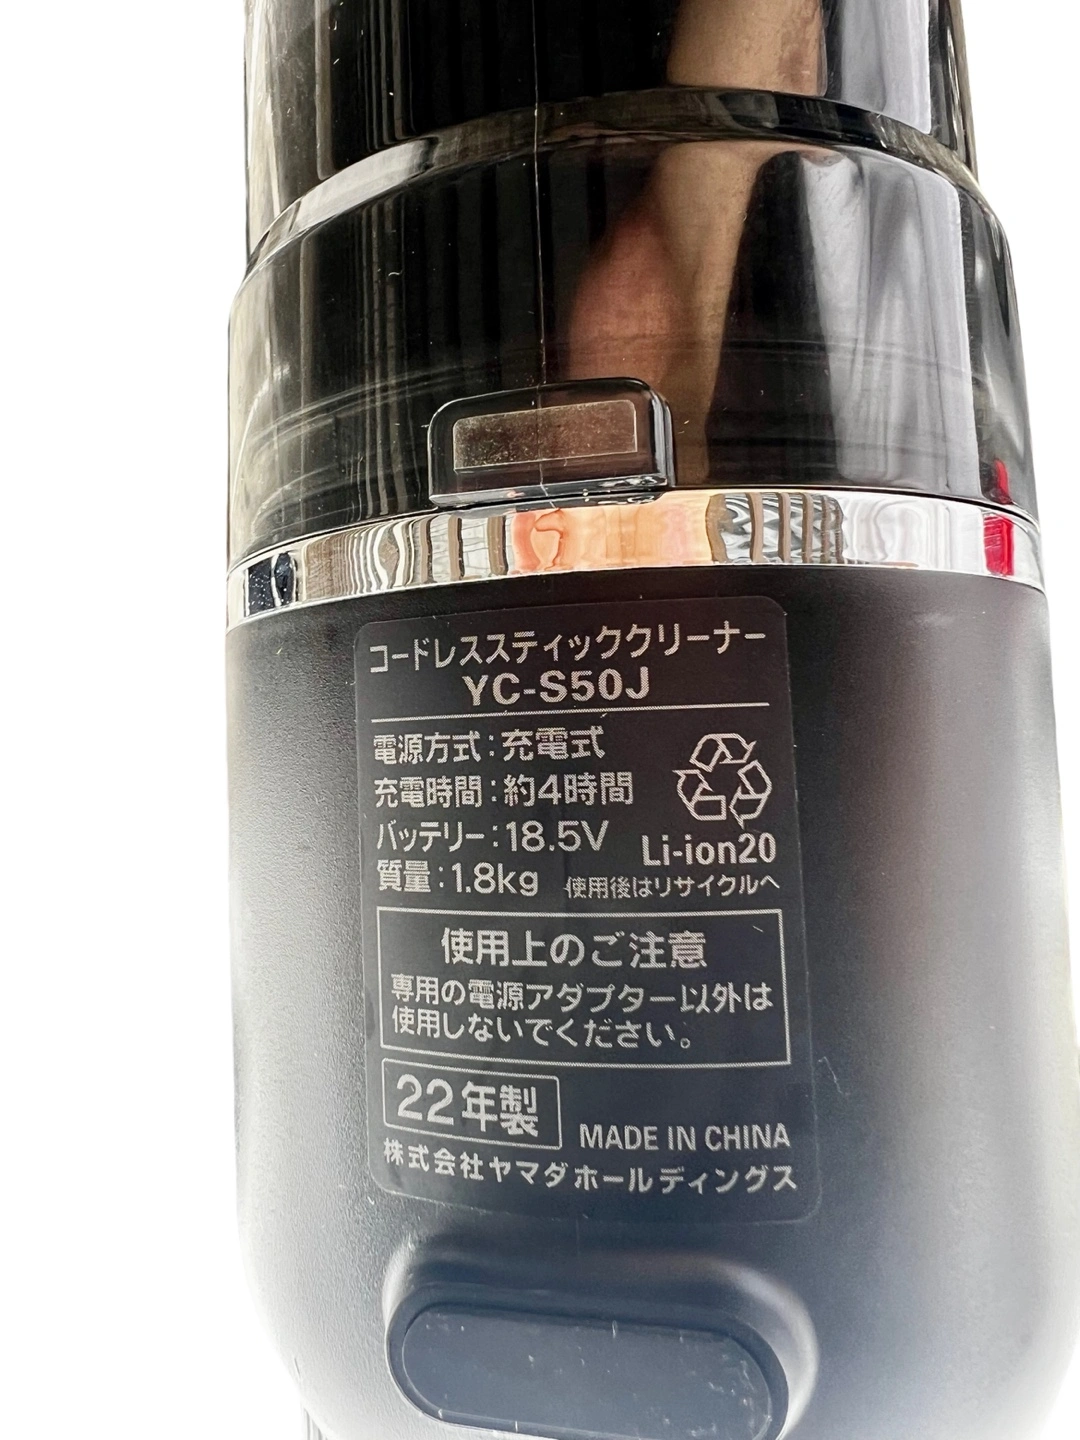 コードレススティッククリーナー
YC-S50J
電源方式：充電式
充電時間：約4時間
バッテリー：18.5V
質量：1.8kg
Li-ion20
使用後はリサイクルへ
使用上のご注意
専用の電源アダプター以外は
使用しないでください。
22年製
MADE IN CHINA
株式会社ヤマダホールディングス